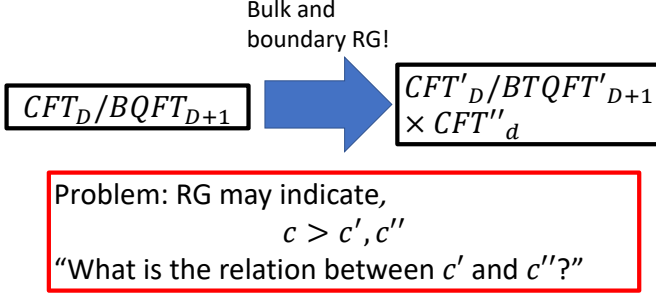 Bulk and
boundary RG!
CFT_D/BQFT_{D+1}
CFT'_D/BTQFT'_{D+1}
× CFT''_d
Problem: RG may indicate,
c > c', c''
“What is the relation between c' and c''?”